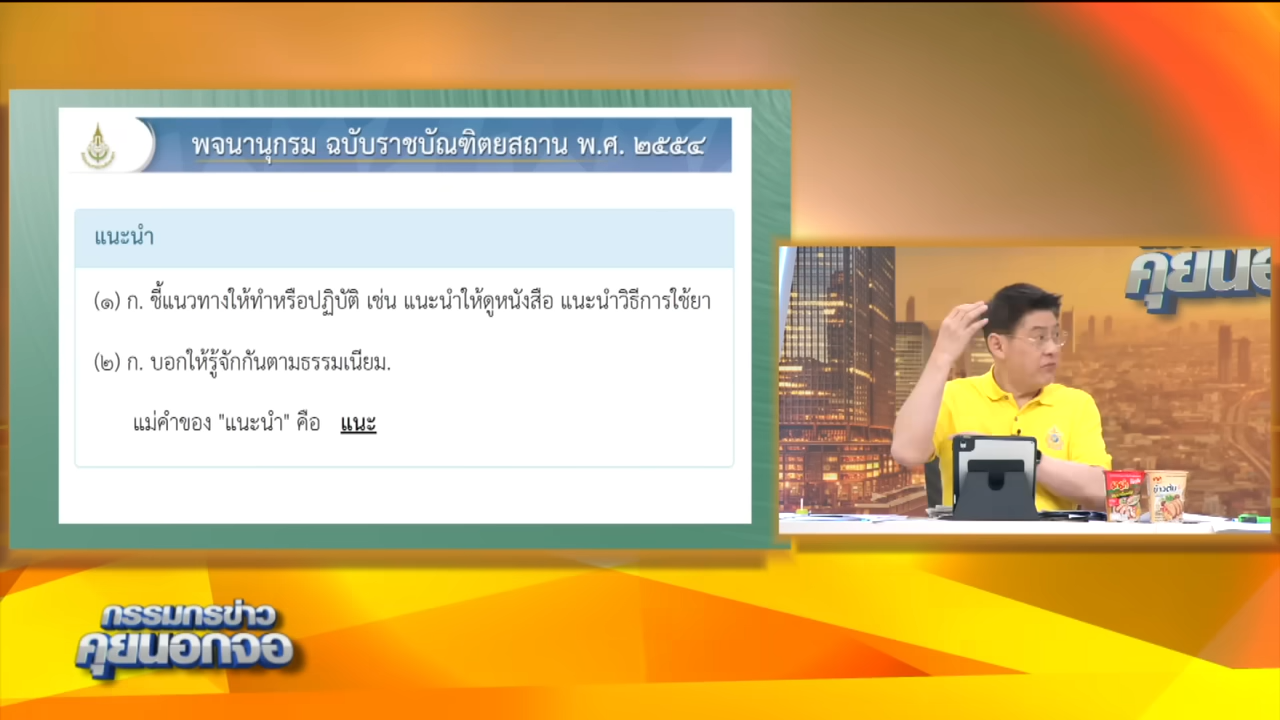 พจนานุกรม ฉบับราชบัณฑิตยสถาน พ.ศ. ๒๕๕๔
แนะนำ
(๑) ก. ชี้แนวทางให้ทำหรือปฏิบัติ เช่น แนะนำให้ดูหนังสือ แนะนำวิธีการใช้ยา
(๒) ก. บอกให้รู้จักกันตามธรรมเนียม.
แม่คำของ "แนะนำ" คือ แนะ
คุยนอ
ข้าวต้ม
กรรมกรข่าว
คุยนอกจอ